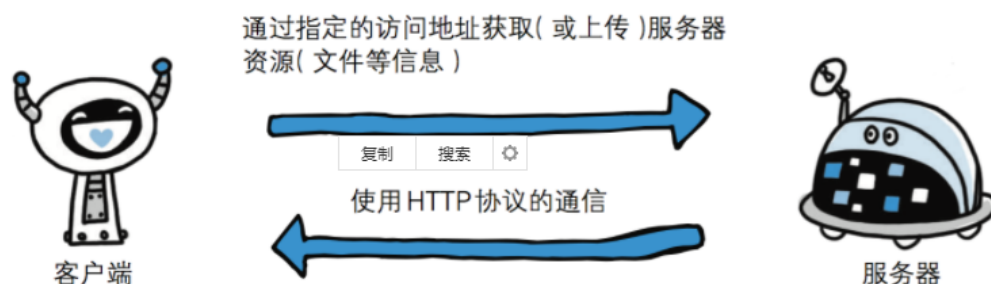 通过指定的访问地址获取( 或上传 )服务器
资源( 文件等信息 )
复制 搜索
使用HTTP协议的通信
客户端 服务器